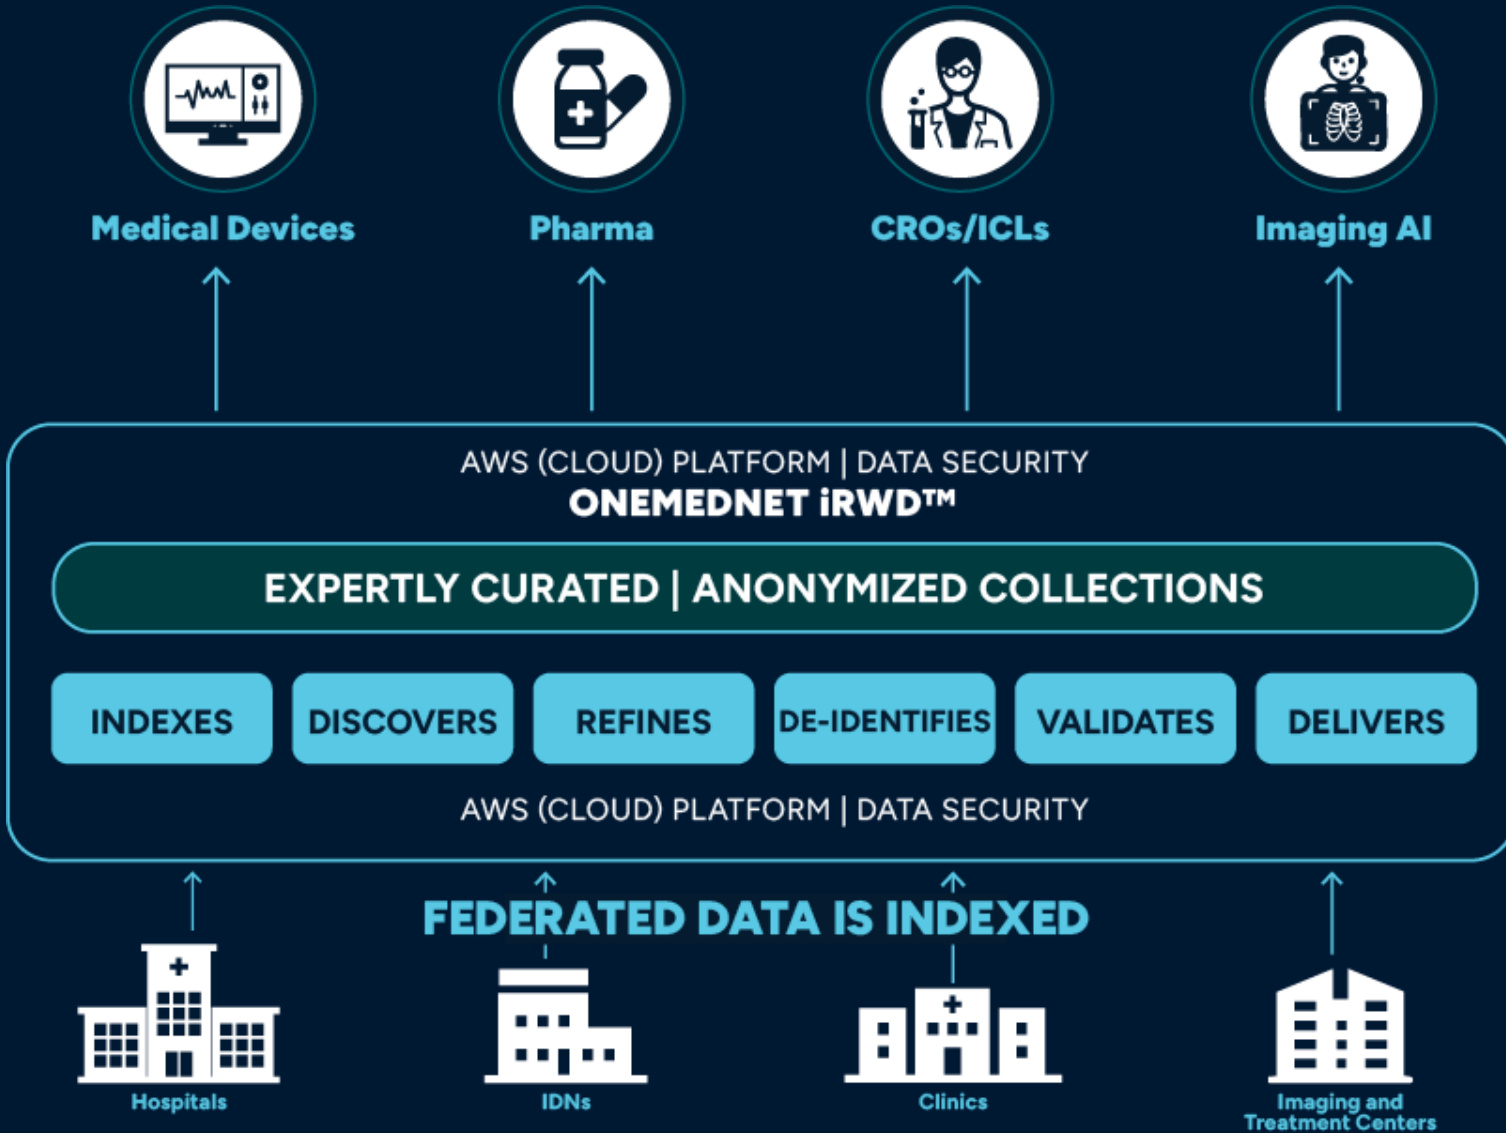 Medical Devices
Pharma
CROs/ICLs
Imaging AI
AWS (CLOUD) PLATFORM | DATA SECURITY
ONEMEDNET iRWD™
EXPERTLY CURATED | ANONYMIZED COLLECTIONS
INDEXES
DISCOVERS
REFINES
DE-IDENTIFIES
VALIDATES
DELIVERS
AWS (CLOUD) PLATFORM | DATA SECURITY
FEDERATED DATA IS INDEXED
Hospitals
IDNs
Clinics
Imaging and
Treatment Centers